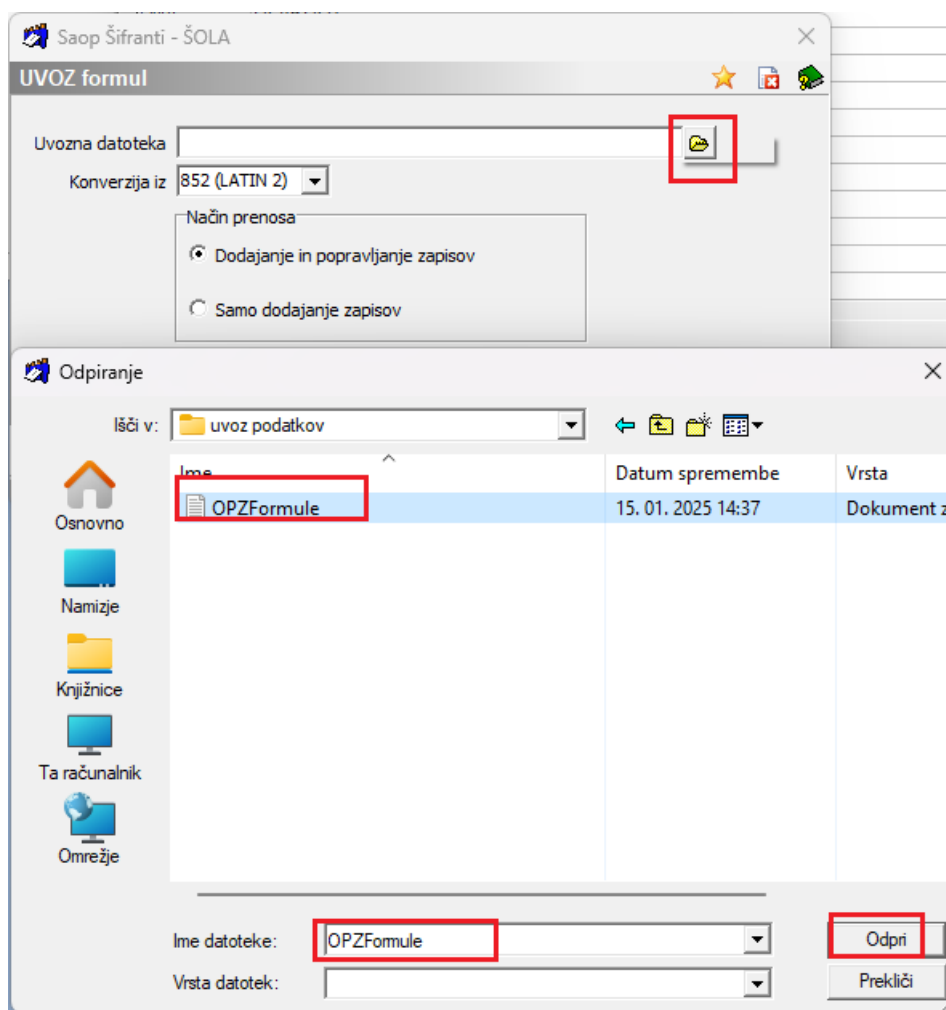 Saop Šifranti - ŠOLA
UVOZ formul
Uvozna datoteka
Konverzija iz 852 (LATIN 2)
Način prenosa
Dodajanje in popravljanje zapisov
Samo dodajanje zapisov
Odpiranje
Išči v: uvoz podatkov
Ime Datum spremembe Vrsta
OPZFormule 15. 01. 2025 14:37 Dokument z
Osnovno
Namizje
Knjižnice
Ta računalnik
Omrežje
Ime datoteke: OPZFormule Odpri
Vrsta datotek: Prekliči